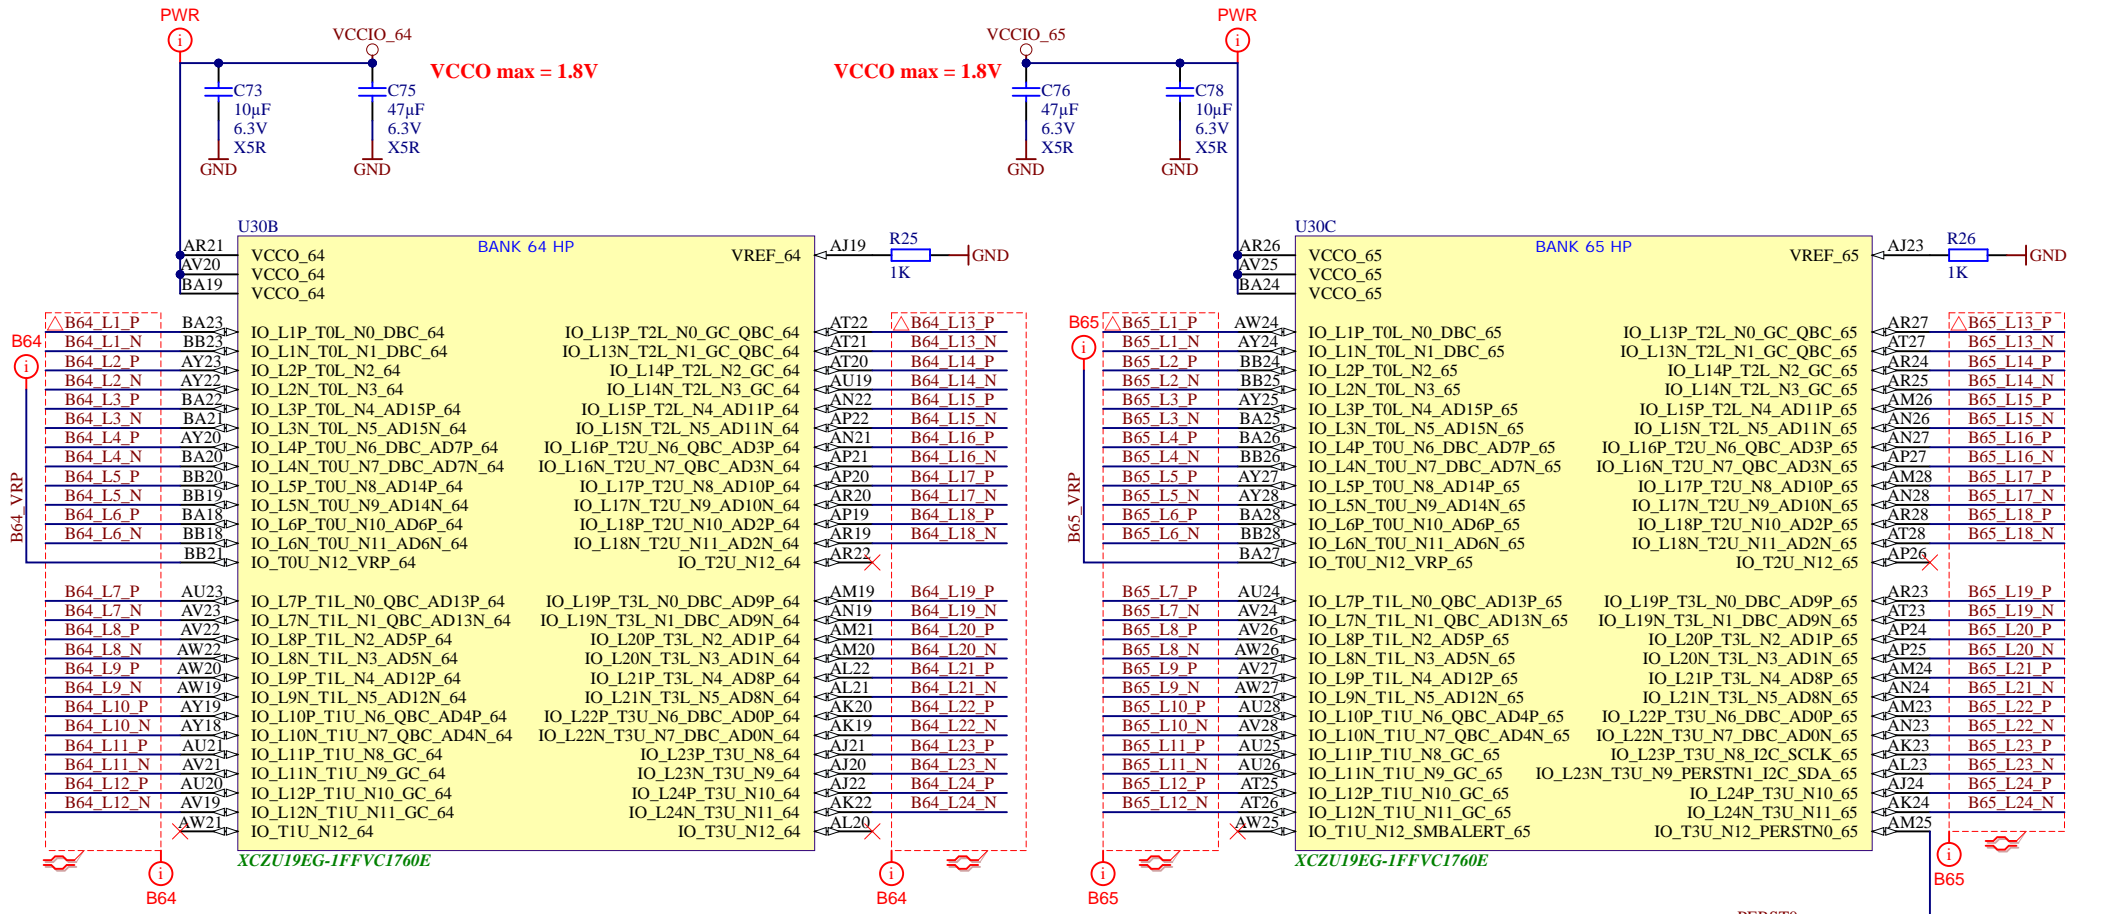 PWR
i
VCCIO_64
VCCO max = 1.8V
C73
10µF
6.3V
X5R
GND
C75
47µF
6.3V
X5R
GND
VCCIO_65
PWR
i
VCCO max = 1.8V
C76
47µF
6.3V
X5R
GND
C78
10µF
6.3V
X5R
GND
U30B
BANK 64 HP
AR21 VCCO_64
AV20 VCCO_64
BA19 VCCO_64
VREF_64 AJ19 R25 1K GND
B64
i
B64_VRP
B64_L1_P BA23 IO_L1P_T0L_N0_DBC_64
B64_L1_N BB23 IO_L1N_T0L_N1_DBC_64
B64_L2_P AY23 IO_L2P_T0L_N2_64
B64_L2_N AY22 IO_L2N_T0L_N3_64
B64_L3_P BA22 IO_L3P_T0L_N4_AD15P_64
B64_L3_N BA21 IO_L3N_T0L_N5_AD15N_64
B64_L4_P AY20 IO_L4P_T0U_N6_DBC_AD7P_64
B64_L4_N BA20 IO_L4N_T0U_N7_DBC_AD7N_64
B64_L5_P BB20 IO_L5P_T0U_N8_AD14P_64
B64_L5_N BB19 IO_L5N_T0U_N9_AD14N_64
B64_L6_P BA18 IO_L6P_T0U_N10_AD6P_64
B64_L6_N BB18 IO_L6N_T0U_N11_AD6N_64
BB21 IO_T0U_N12_VRP_64
B64_L7_P AU23 IO_L7P_T1L_N0_QBC_AD13P_64
B64_L7_N AV23 IO_L7N_T1L_N1_QBC_AD13N_64
B64_L8_P AV22 IO_L8P_T1L_N2_AD5P_64
B64_L8_N AW22 IO_L8N_T1L_N3_AD5N_64
B64_L9_P AW20 IO_L9P_T1L_N4_AD12P_64
B64_L9_N AW19 IO_L9N_T1L_N5_AD12N_64
B64_L10_P AY19 IO_L10P_T1U_N6_QBC_AD4P_64
B64_L10_N AY18 IO_L10N_T1U_N7_QBC_AD4N_64
B64_L11_P AU21 IO_L11P_T1U_N8_GC_64
B64_L11_N AV21 IO_L11N_T1U_N9_GC_64
B64_L12_P AU20 IO_L12P_T1U_N10_GC_64
B64_L12_N AV19 IO_L12N_T1U_N11_GC_64
AW21 IO_T1U_N12_64
IO_L13P_T2L_N0_GC_QBC_64 AT22 B64_L13_P
IO_L13N_T2L_N1_GC_QBC_64 AT21 B64_L13_N
IO_L14P_T2L_N2_GC_64 AT20 B64_L14_P
IO_L14N_T2L_N3_GC_64 AU19 B64_L14_N
IO_L15P_T2L_N4_AD11P_64 AN22 B64_L15_P
IO_L15N_T2L_N5_AD11N_64 AP22 B64_L15_N
IO_L16P_T2U_N6_QBC_AD3P_64 AN21 B64_L16_P
IO_L16N_T2U_N7_QBC_AD3N_64 AP21 B64_L16_N
IO_L17P_T2U_N8_AD10P_64 AP20 B64_L17_P
IO_L17N_T2U_N9_AD10N_64 AR20 B64_L17_N
IO_L18P_T2U_N10_AD2P_64 AP19 B64_L18_P
IO_L18N_T2U_N11_AD2N_64 AR19 B64_L18_N
IO_T2U_N12_64 AR22
IO_L19P_T3L_N0_DBC_AD9P_64 AM19 B64_L19_P
IO_L19N_T3L_N1_DBC_AD9N_64 AN19 B64_L19_N
IO_L20P_T3L_N2_AD1P_64 AM21 B64_L20_P
IO_L20N_T3L_N3_AD1N_64 AM20 B64_L20_N
IO_L21P_T3L_N4_AD8P_64 AL22 B64_L21_P
IO_L21N_T3L_N5_AD8N_64 AL21 B64_L21_N
IO_L22P_T3U_N6_DBC_AD0P_64 AK20 B64_L22_P
IO_L22N_T3U_N7_DBC_AD0N_64 AK19 B64_L22_N
IO_L23P_T3U_N8_64 AJ21 B64_L23_P
IO_L23N_T3U_N9_64 AJ20 B64_L23_N
IO_L24P_T3U_N10_64 AJ22 B64_L24_P
IO_L24N_T3U_N11_64 AK22 B64_L24_N
IO_T3U_N12_64 AL20
XCZU19EG-1FFVC1760E
i
B64
i
B64
U30C
BANK 65 HP
AR26 VCCO_65
AV25 VCCO_65
BA24 VCCO_65
VREF_65 AJ23 R26 1K GND
B65
i
B65_VRP
B65_L1_P AW24 IO_L1P_T0L_N0_DBC_65
B65_L1_N AY24 IO_L1N_T0L_N1_DBC_65
B65_L2_P BB24 IO_L2P_T0L_N2_65
B65_L2_N BB25 IO_L2N_T0L_N3_65
B65_L3_P AY25 IO_L3P_T0L_N4_AD15P_65
B65_L3_N BA25 IO_L3N_T0L_N5_AD15N_65
B65_L4_P BA26 IO_L4P_T0U_N6_DBC_AD7P_65
B65_L4_N BB26 IO_L4N_T0U_N7_DBC_AD7N_65
B65_L5_P AY27 IO_L5P_T0U_N8_AD14P_65
B65_L5_N AY28 IO_L5N_T0U_N9_AD14N_65
B65_L6_P BA28 IO_L6P_T0U_N10_AD6P_65
B65_L6_N BB28 IO_L6N_T0U_N11_AD6N_65
BA27 IO_T0U_N12_VRP_65
B65_L7_P AU24 IO_L7P_T1L_N0_QBC_AD13P_65
B65_L7_N AV24 IO_L7N_T1L_N1_QBC_AD13N_65
B65_L8_P AV26 IO_L8P_T1L_N2_AD5P_65
B65_L8_N AW26 IO_L8N_T1L_N3_AD5N_65
B65_L9_P AV27 IO_L9P_T1L_N4_AD12P_65
B65_L9_N AW27 IO_L9N_T1L_N5_AD12N_65
B65_L10_P AU28 IO_L10P_T1U_N6_QBC_AD4P_65
B65_L10_N AV28 IO_L10N_T1U_N7_QBC_AD4N_65
B65_L11_P AU25 IO_L11P_T1U_N8_GC_65
B65_L11_N AU26 IO_L11N_T1U_N9_GC_65
B65_L12_P AT25 IO_L12P_T1U_N10_GC_65
B65_L12_N AT26 IO_L12N_T1U_N11_GC_65
AW25 IO_T1U_N12_SMBALERT_65
IO_L13P_T2L_N0_GC_QBC_65 AR27 B65_L13_P
IO_L13N_T2L_N1_GC_QBC_65 AT27 B65_L13_N
IO_L14P_T2L_N2_GC_65 AR24 B65_L14_P
IO_L14N_T2L_N3_GC_65 AR25 B65_L14_N
IO_L15P_T2L_N4_AD11P_65 AM26 B65_L15_P
IO_L15N_T2L_N5_AD11N_65 AN26 B65_L15_N
IO_L16P_T2U_N6_QBC_AD3P_65 AN27 B65_L16_P
IO_L16N_T2U_N7_QBC_AD3N_65 AP27 B65_L16_N
IO_L17P_T2U_N8_AD10P_65 AM28 B65_L17_P
IO_L17N_T2U_N9_AD10N_65 AN28 B65_L17_N
IO_L18P_T2U_N10_AD2P_65 AR28 B65_L18_P
IO_L18N_T2U_N11_AD2N_65 AT28 B65_L18_N
IO_T2U_N12_65 AP26
IO_L19P_T3L_N0_DBC_AD9P_65 AR23 B65_L19_P
IO_L19N_T3L_N1_DBC_AD9N_65 AT23 B65_L19_N
IO_L20P_T3L_N2_AD1P_65 AP24 B65_L20_P
IO_L20N_T3L_N3_AD1N_65 AP25 B65_L20_N
IO_L21P_T3L_N4_AD8P_65 AM24 B65_L21_P
IO_L21N_T3L_N5_AD8N_65 AN24 B65_L21_N
IO_L22P_T3U_N6_DBC_AD0P_65 AM23 B65_L22_P
IO_L22N_T3U_N7_DBC_AD0N_65 AN23 B65_L22_N
IO_L23P_T3U_N8_I2C_SCLK_65 AK23 B65_L23_P
IO_L23N_T3U_N9_PERSTN1_I2C_SDA_65 AL23 B65_L23_N
IO_L24P_T3U_N10_65 AJ24 B65_L24_P
IO_L24N_T3U_N11_65 AK24 B65_L24_N
IO_T3U_N12_PERSTN0_65 AM25
XCZU19EG-1FFVC1760E
i
B65
i
B65